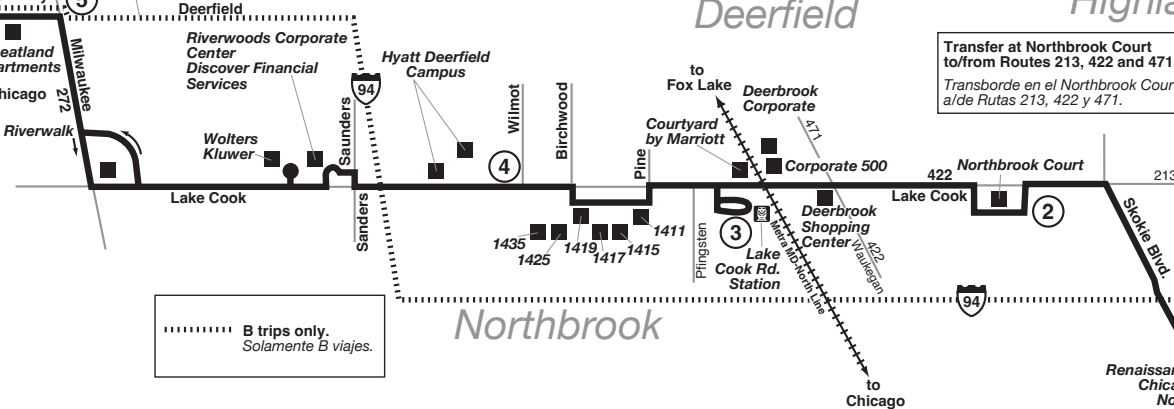 5
Deerfield
Deerfield
Riverwoods Corporate
Center
Discover Financial
Services
Hyatt Deerfield
Campus
94
Milwaukee
272
Riverwalk
Wolters
Kluwer
Saunders
Sanders
Lake Cook
4
Wilmot
Birchwood
Pine
1435
1425
1419
1417
1415
1411
to
Fox Lake
Deerbrook
Corporate
471
Courtyard
by Marriott
Corporate 500
422
Lake Cook
Northbrook Court
213
2
3
Pfingsten
Lake
Cook Rd.
Station
Metra MD-North Line
Deerbrook
Shopping
Center
422
Waukegan
Skokie Blvd.
94
Transfer at Northbrook Court
to/from Routes 213, 422 and 471
Transborde en el Northbrook Cour
a/de Rutas 213, 422 y 471.
Northbrook
B trips only.
Solamente B viajes.
to
Chicago